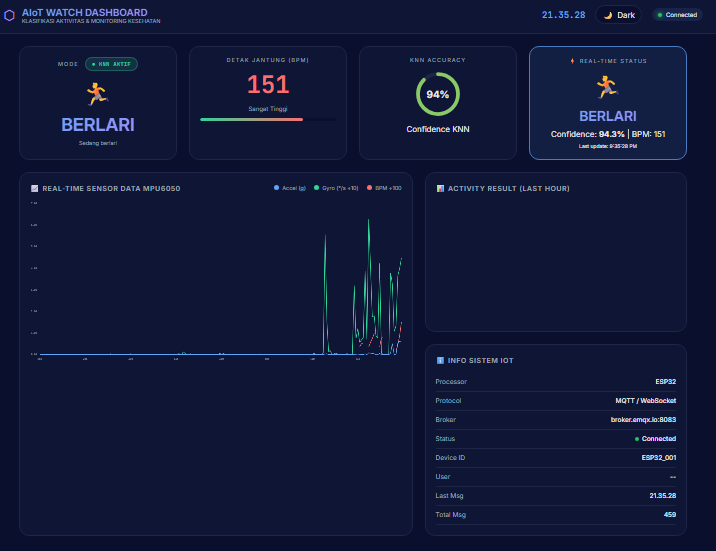 AIoT WATCH DASHBOARD
KLASIFIKASI AKTIVITAS & MONITORING KESEHATAN
21.35.28
Dark
Connected
MODE
KNN AKTIF
BERLARI
Sedang berlari
DETAK JANTUNG (BPM)
151
Sangat Tinggi
KNN ACCURACY
94%
Confidence KNN
REAL-TIME STATUS
BERLARI
Confidence: 94.3% | BPM: 151
Last update: 9:35:28 PM
REAL-TIME SENSOR DATA MPU6050
Accel (g)
Gyro (°/s ÷10)
BPM ÷100
ACTIVITY RESULT (LAST HOUR)
INFO SISTEM IOT
Processor ESP32
Protocol MQTT / WebSocket
Broker broker.emqx.io:8083
Status Connected
Device ID ESP32_001
User --
Last Msg 21.35.28
Total Msg 459